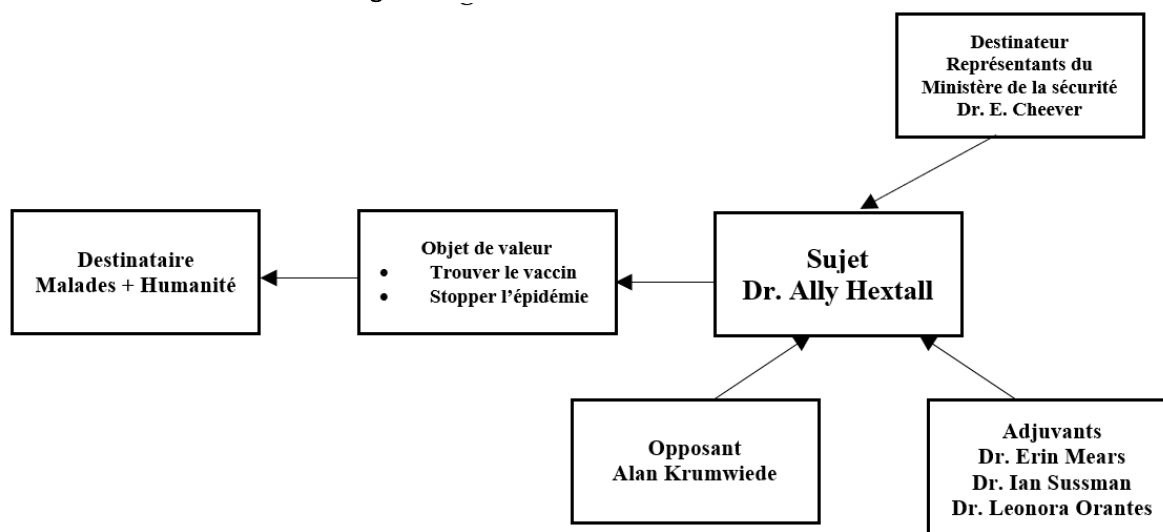 Destinateur
Représentants du
Ministère de la sécurité
Dr. E. Cheever
Destinataire
Malades + Humanité
Objet de valeur
• Trouver le vaccin
• Stopper l'épidémie
Sujet
Dr. Ally Hextall
Opposant
Alan Krumwiede
Adjuvants
Dr. Erin Mears
Dr. Ian Sussman
Dr. Leonora Orantes